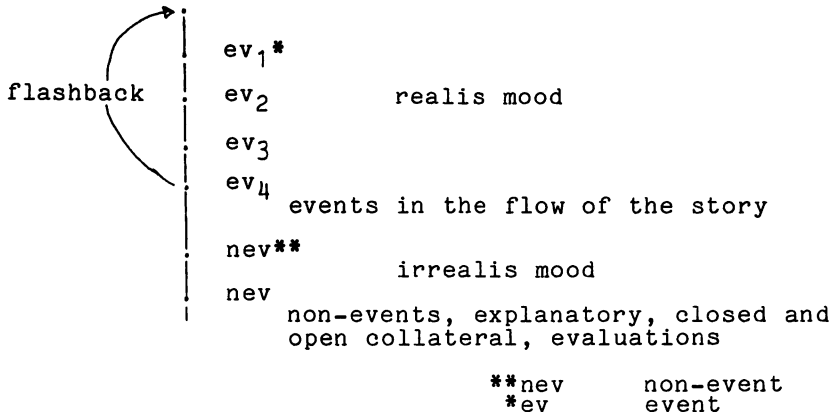 ev₁*
flashback ev₂ realis mood
ev₃
ev₄
events in the flow of the story
nev**
irrealis mood
nev
non-events, explanatory, closed and
open collateral, evaluations
**nev non-event
*ev event